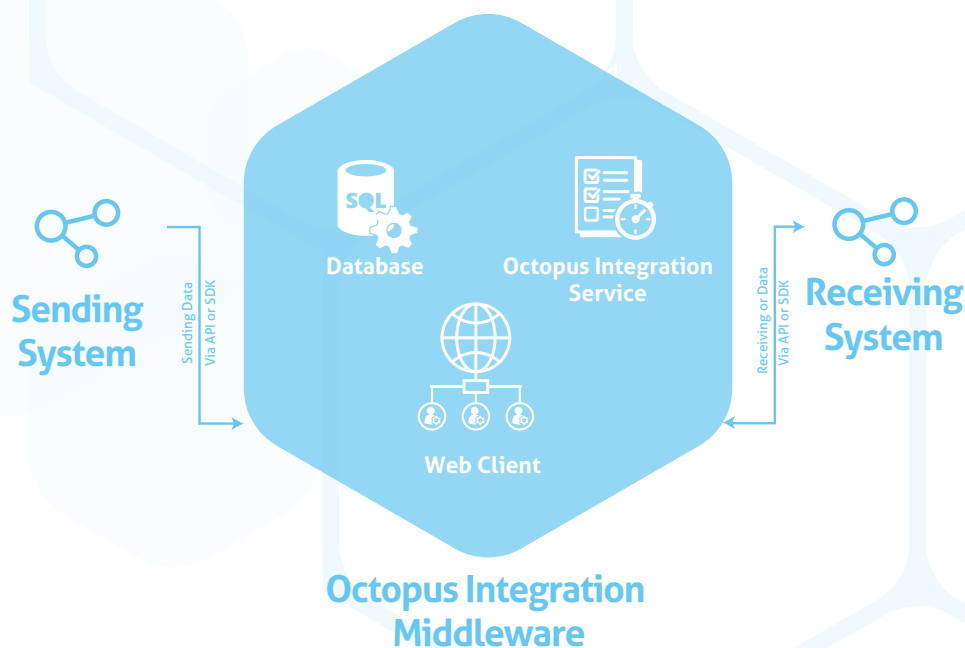 SQL
Database
Octopus Integration
Service
Sending
System
Sending Data
Via API or SDK
Receiving or Data
Via API or SDK
Receiving
System
Web Client
Octopus Integration
Middleware